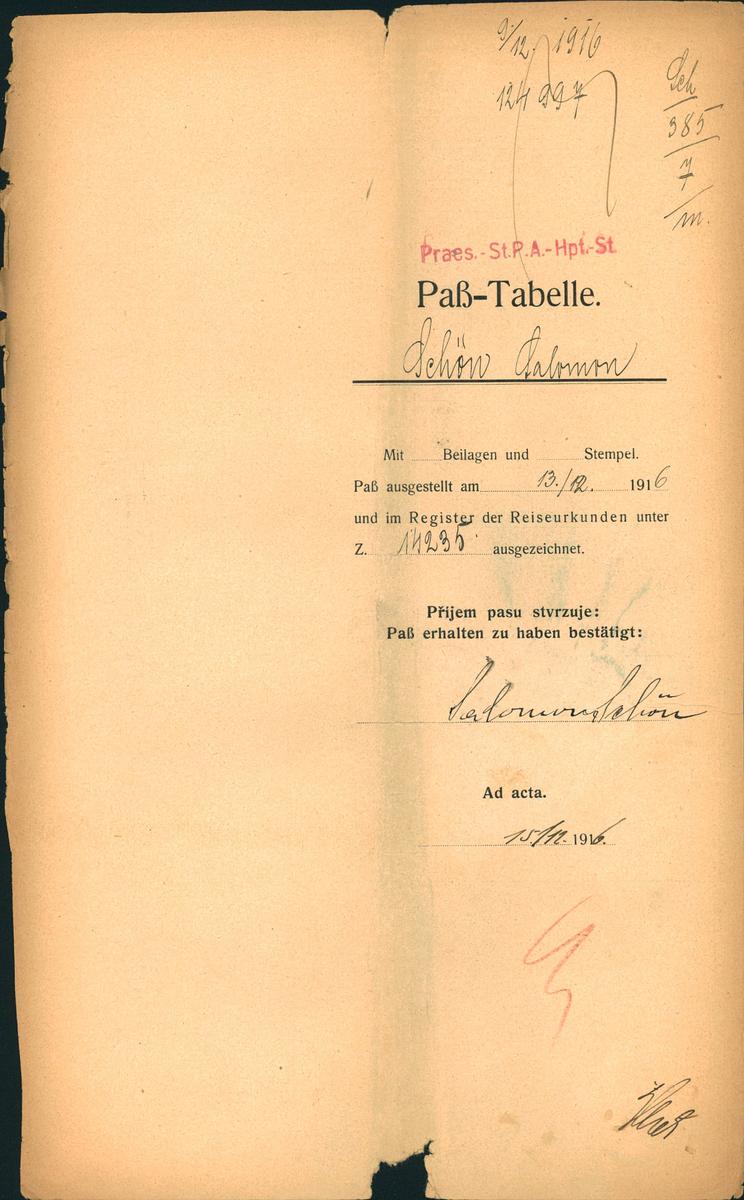 9/12. 1916
124 997
Sch
385
7
m.
Praes.-St.P.A.-Hpt.-St.
Paß-Tabelle.
Schön Salomon
Mit Beilagen und Stempel.
Paß ausgestellt am 13./12. 1916
und im Register der Reiseurkunden unter
Z. 14235. ausgezeichnet.
Příjem pasu stvrzuje:
Paß erhalten zu haben bestätigt:
Salomon Schön
Ad acta.
15/12. 1916.